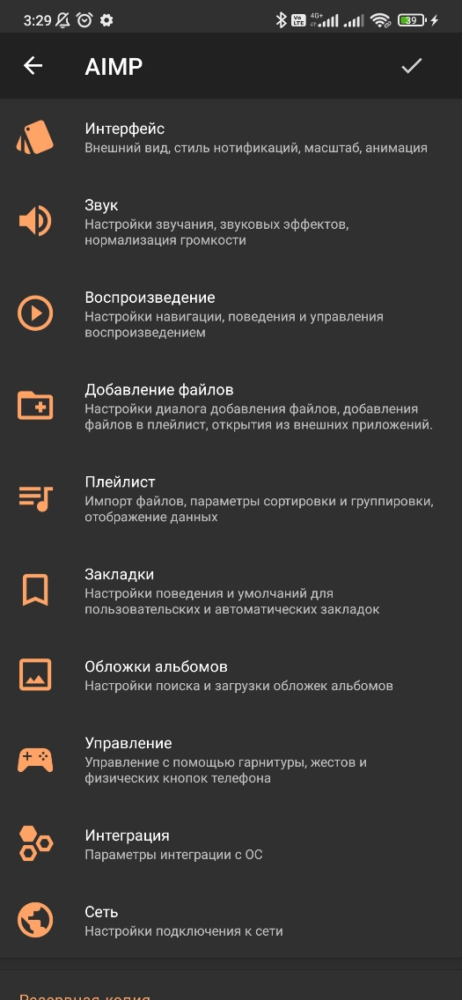 3:29
Vo LTE 4G+ 39
AIMP
Интерфейс
Внешний вид, стиль нотификаций, масштаб, анимация
Звук
Настройки звучания, звуковых эффектов,
нормализация громкости
Воспроизведение
Настройки навигации, поведения и управления
воспроизведением
Добавление файлов
Настройки диалога добавления файлов, добавления
файлов в плейлист, открытия из внешних приложений.
Плейлист
Импорт файлов, параметры сортировки и группировки,
отображение данных
Закладки
Настройки поведения и умолчаний для
пользовательских и автоматических закладок
Обложки альбомов
Настройки поиска и загрузки обложек альбомов
Управление
Управление с помощью гарнитуры, жестов и
физических кнопок телефона
Интеграция
Параметры интеграции с ОС
Сеть
Настройки подключения к сети
Резервная копия